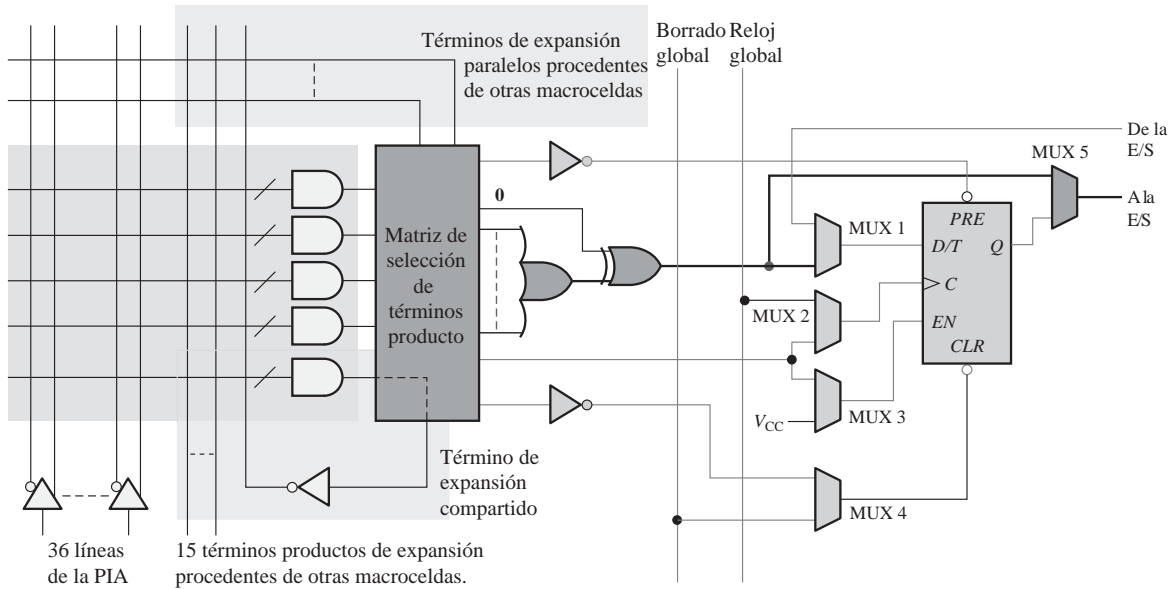 Términos de expansión
paralelos procedentes
de otras macroceldas
Borrado
global
Reloj
global
De la
E/S
MUX 5
A la
E/S
0
Matriz de
selección
de
términos
producto
MUX 1
PRE
D/T
Q
C
EN
CLR
MUX 2
MUX 3
VCC
MUX 4
Término de
expansión
compartido
36 líneas
de la PIA
15 términos productos de expansión
procedentes de otras macroceldas.